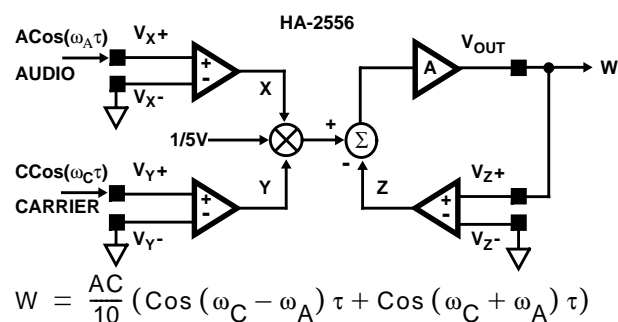 HA-2556
ACos(ω_Aτ)
AUDIO
V_X+
V_X-
X
1/5V
CCos(ω_Cτ)
CARRIER
V_Y+
V_Y-
Y
+
-
+
-
+
-
Σ
A
V_OUT
W
Z
V_Z+
V_Z-
+
-
W = AC/10 (Cos (ω_C − ω_A) τ + Cos (ω_C + ω_A) τ)